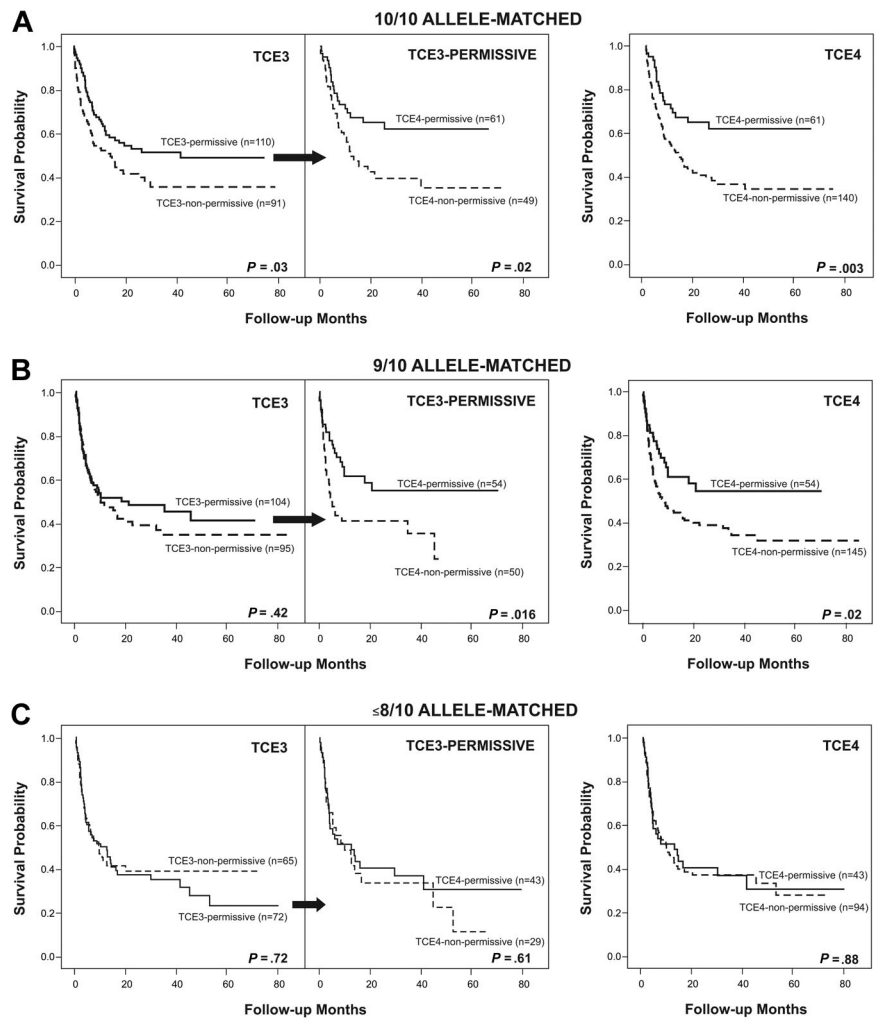 A
10/10 ALLELE-MATCHED
Survival Probability
1.0
0.8
0.6
0.4
0.2
0.0
TCE3
TCE3-permissive (n=110)
TCE3-non-permissive (n=91)
P = .03
0 20 40 60 80
TCE3-PERMISSIVE
TCE4-permissive (n=61)
TCE4-non-permissive (n=49)
P = .02
0 20 40 60 80
Follow-up Months
Survival Probability
1.0
0.8
0.6
0.4
0.2
0.0
TCE4
TCE4-permissive (n=61)
TCE4-non-permissive (n=140)
P = .003
0 20 40 60 80
Follow-up Months
B
9/10 ALLELE-MATCHED
Survival Probability
1.0
0.8
0.6
0.4
0.2
0.0
TCE3
TCE3-permissive (n=104)
TCE3-non-permissive (n=95)
P = .42
0 20 40 60 80
TCE3-PERMISSIVE
TCE4-permissive (n=54)
TCE4-non-permissive (n=50)
P = .016
0 20 40 60 80
Follow-up Months
Survival Probability
1.0
0.8
0.6
0.4
0.2
0.0
TCE4
TCE4-permissive (n=54)
TCE4-non-permissive (n=145)
P = .02
0 20 40 60 80
Follow-up Months
C
≤8/10 ALLELE-MATCHED
Survival Probability
1.0
0.8
0.6
0.4
0.2
0.0
TCE3
TCE3-non-permissive (n=65)
TCE3-permissive (n=72)
P = .72
0 20 40 60 80
TCE3-PERMISSIVE
TCE4-permissive (n=43)
TCE4-non-permissive (n=29)
P = .61
0 20 40 60 80
Follow-up Months
Survival Probability
1.0
0.8
0.6
0.4
0.2
0.0
TCE4
TCE4-permissive (n=43)
TCE4-non-permissive (n=94)
P = .88
0 20 40 60 80
Follow-up Months